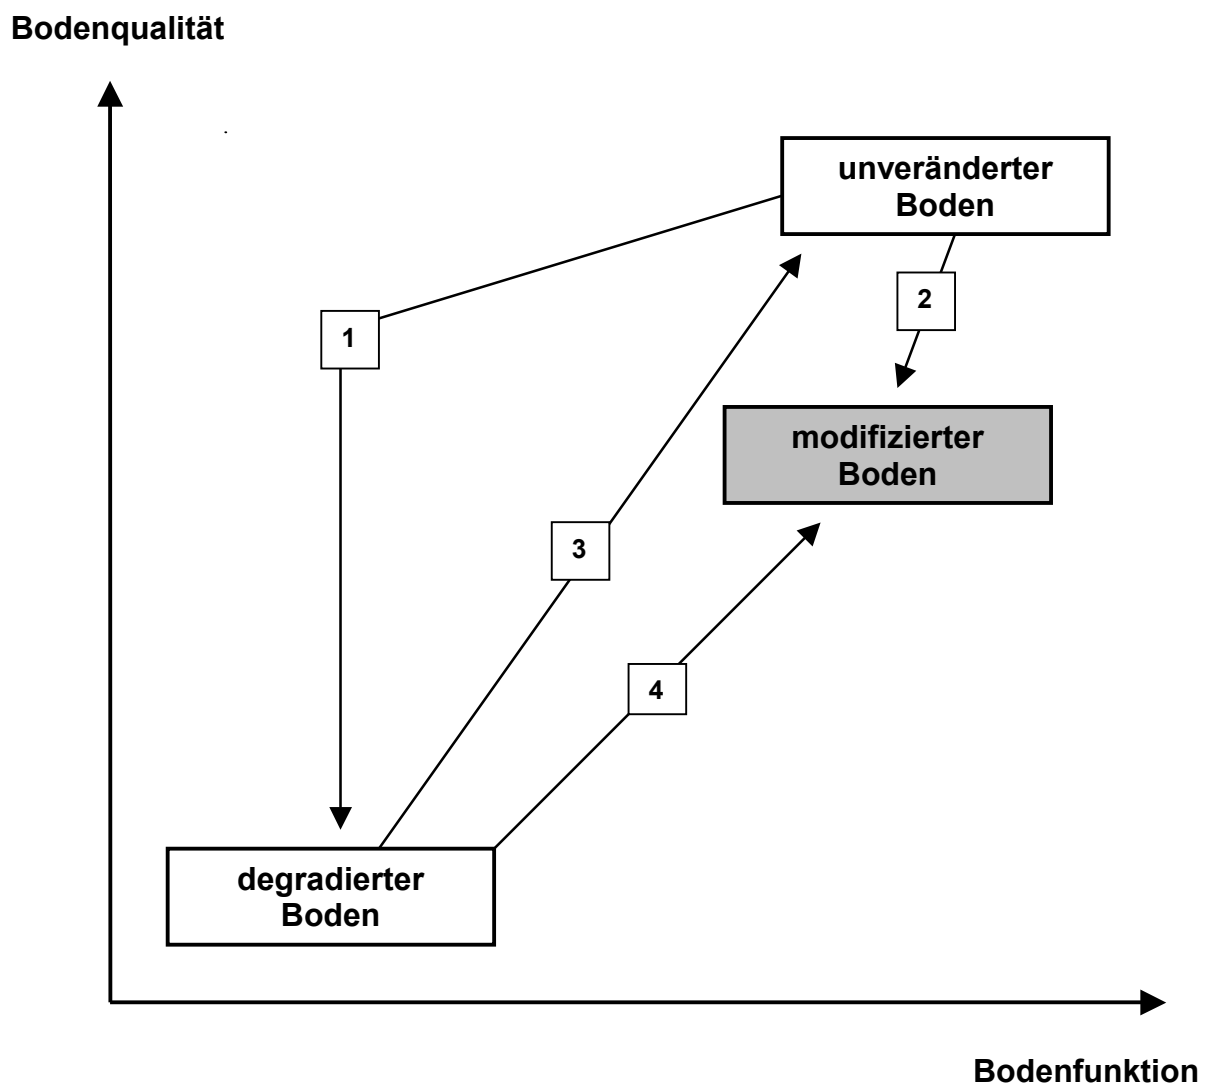 Bodenqualität
unveränderter
Boden
2
1
modifizierter
Boden
3
4
degradierter
Boden
Bodenfunktion